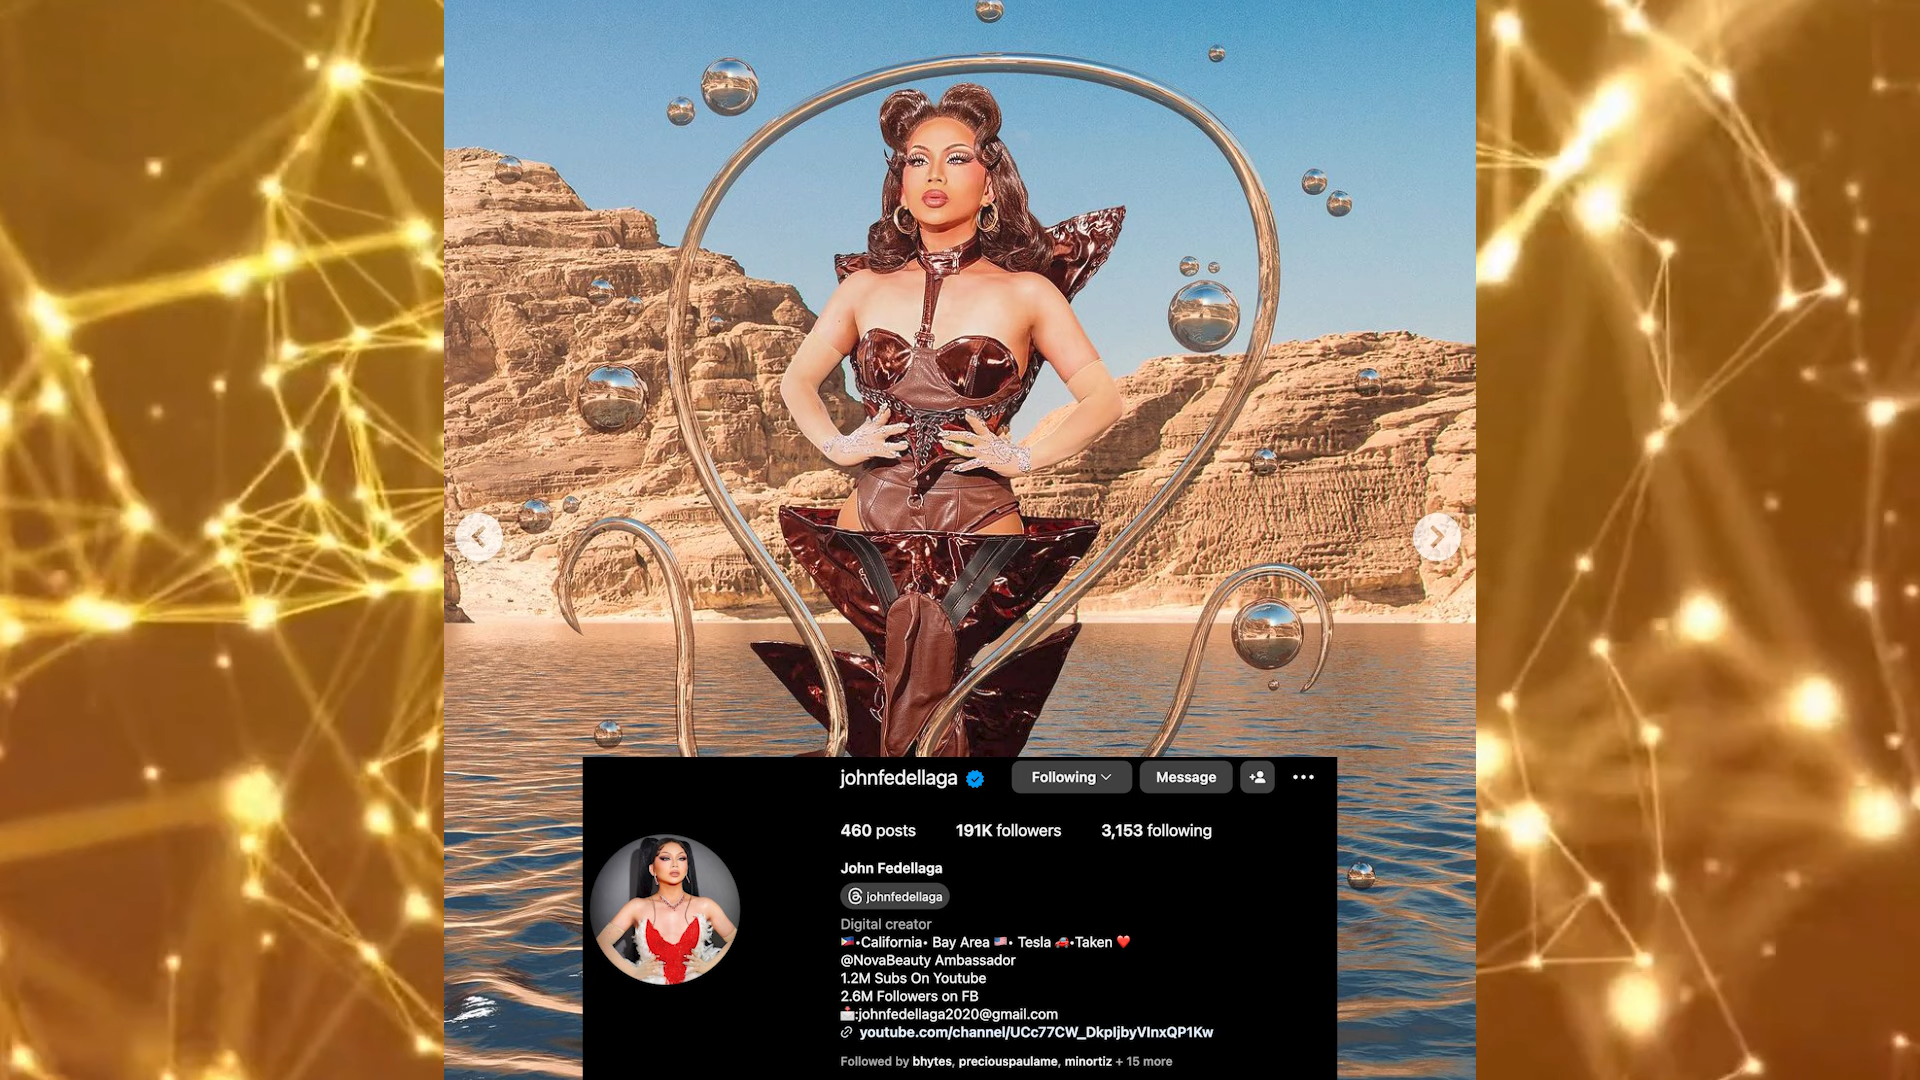 johnfedellaga
Following
Message
460 posts 191K followers 3,153 following
John Fedellaga
johnfedellaga
Digital creator
🇵🇭•California• Bay Area 🇺🇸• Tesla 🚗•Taken ❤️
@NovaBeauty Ambassador
1.2M Subs On Youtube
2.6M Followers on FB
📩:johnfedellaga2020@gmail.com
youtube.com/channel/UCc77CW_DkpljbyVlnxQP1Kw
Followed by bhytes, preciouspaulame, minortiz + 15 more